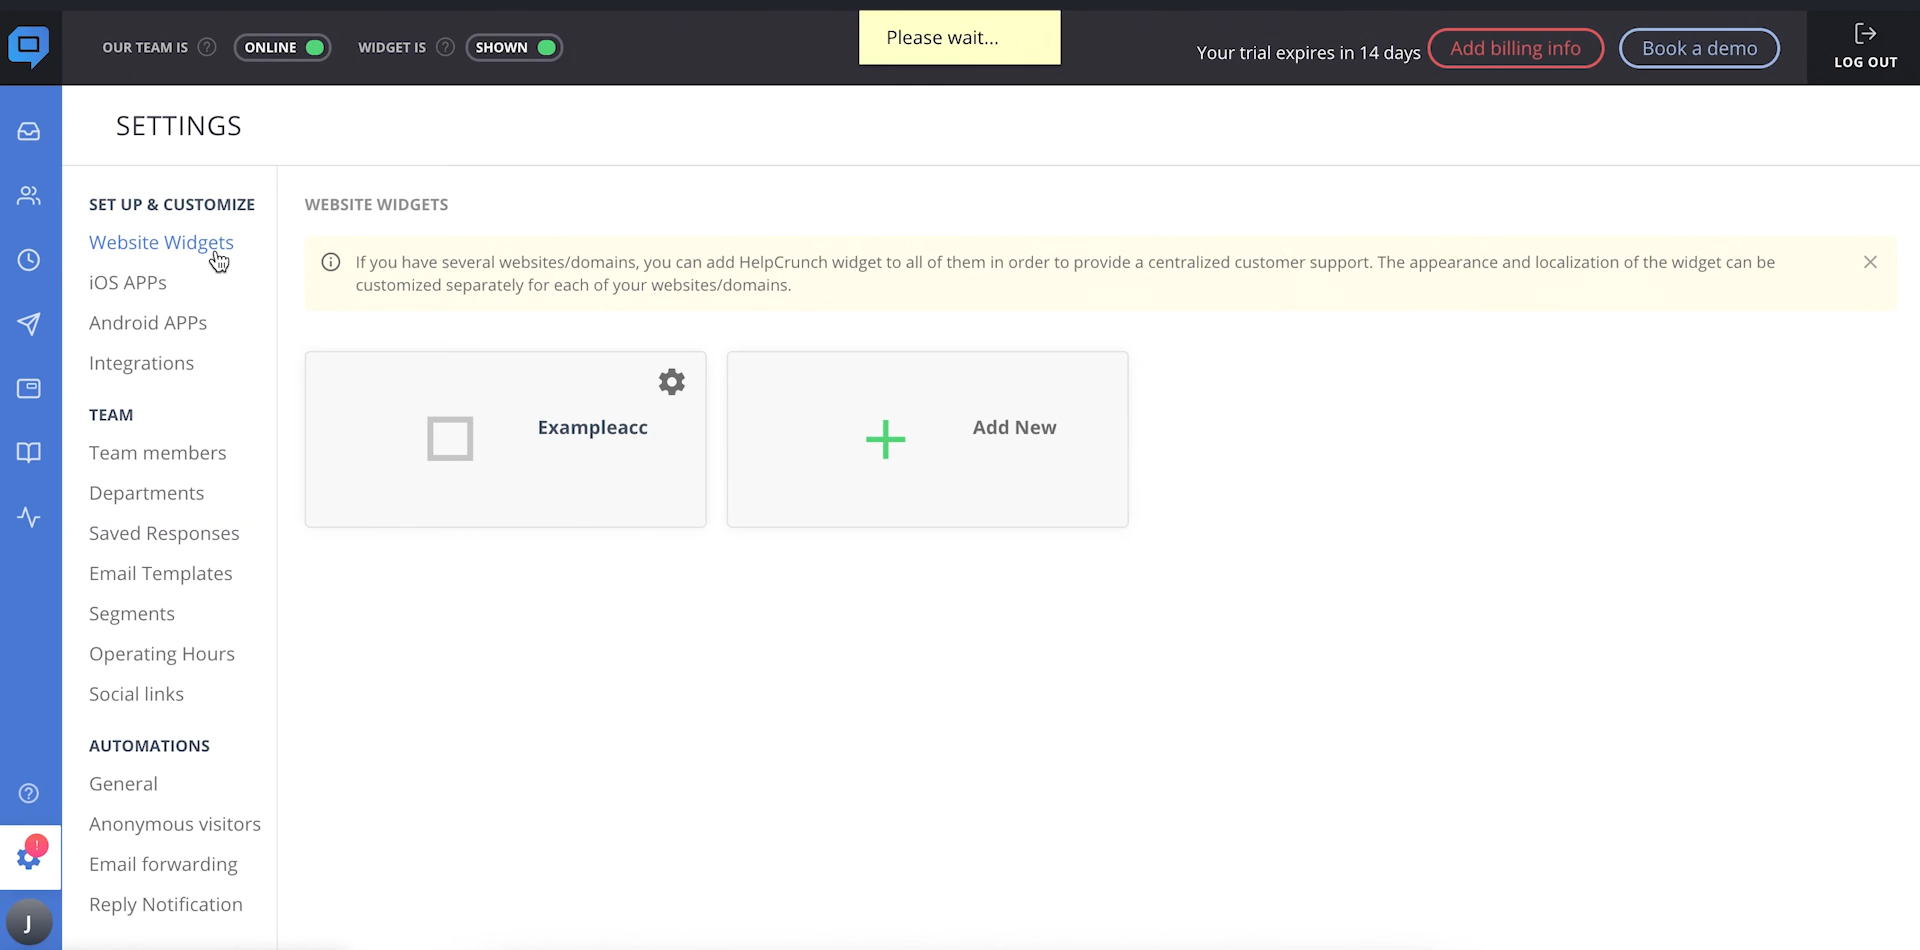 OUR TEAM IS ? ONLINE WIDGET IS ? SHOWN
Please wait...
Your trial expires in 14 days Add billing info Book a demo
LOG OUT
SETTINGS
SET UP & CUSTOMIZE
Website Widgets
iOS APPs
Android APPs
Integrations
TEAM
Team members
Departments
Saved Responses
Email Templates
Segments
Operating Hours
Social links
AUTOMATIONS
General
Anonymous visitors
Email forwarding
Reply Notification
?
!
J
WEBSITE WIDGETS
If you have several websites/domains, you can add HelpCrunch widget to all of them in order to provide a centralized customer support. The appearance and localization of the widget can be
customized separately for each of your websites/domains.
Exampleacc
Add New